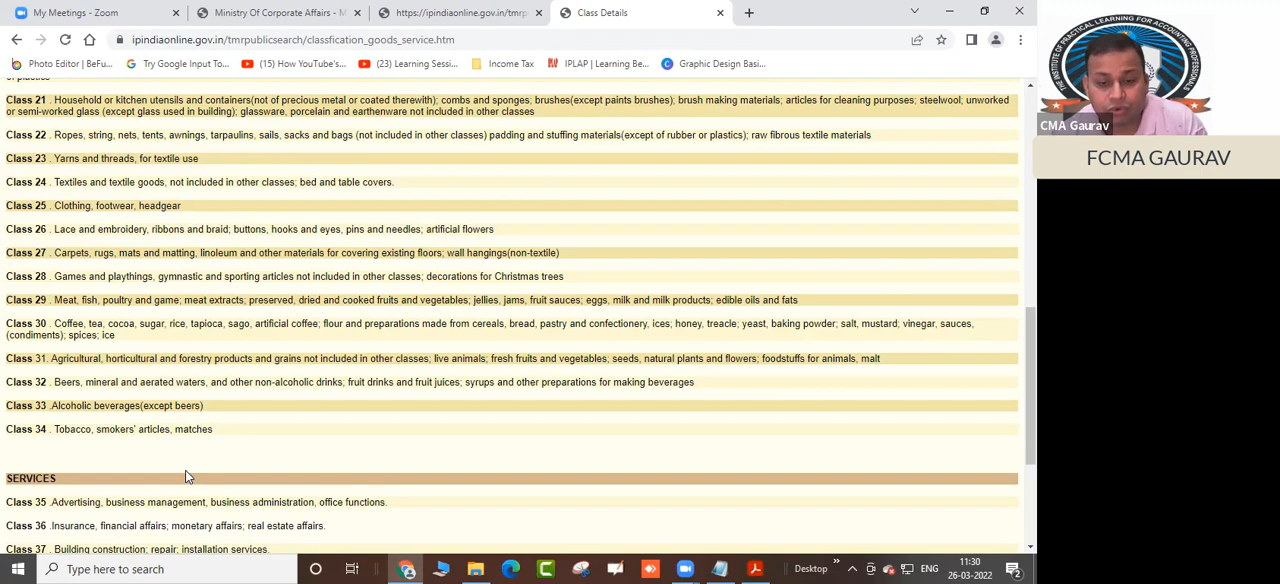 My Meetings - Zoom
Ministry Of Corporate Affairs - M
https://ipindiaonline.gov.in/tmrp
Class Details
ipindiaonline.gov.in/tmrpublicsearch/classfication_goods_service.htm
Photo Editor | BeFu...
Try Google Input To...
(15) How YouTube's...
(23) Learning Sessi...
Income Tax
IPLAP | Learning Be...
Graphic Design Basi...
THE INSTITUTE OF PRACTICAL LEARNING FOR ACCOUNTING PROFESSIONALS
CMA Gaurav
FCMA GAURAV
of plastics
Class 21 . Household or kitchen utensils and containers(not of precious metal or coated therewith); combs and sponges; brushes(except paints brushes); brush making materials; articles for cleaning purposes; steelwool; unworked
or semi-worked glass (except glass used in building); glassware, porcelain and earthenware not included in other classes
Class 22 . Ropes, string, nets, tents, awnings, tarpaulins, sails, sacks and bags (not included in other classes) padding and stuffing materials(except of rubber or plastics); raw fibrous textile materials
Class 23 . Yarns and threads, for textile use
Class 24 . Textiles and textile goods, not included in other classes; bed and table covers.
Class 25 . Clothing, footwear, headgear
Class 26 . Lace and embroidery, ribbons and braid; buttons, hooks and eyes, pins and needles; artificial flowers
Class 27 . Carpets, rugs, mats and matting, linoleum and other materials for covering existing floors; wall hangings(non-textile)
Class 28 . Games and playthings, gymnastic and sporting articles not included in other classes; decorations for Christmas trees
Class 29 . Meat, fish, poultry and game; meat extracts; preserved, dried and cooked fruits and vegetables; jellies, jams, fruit sauces; eggs, milk and milk products; edible oils and fats
Class 30 . Coffee, tea, cocoa, sugar, rice, tapioca, sago, artificial coffee; flour and preparations made from cereals, bread, pastry and confectionery, ices; honey, treacle; yeast, baking powder; salt, mustard; vinegar, sauces,
(condiments); spices; ice
Class 31. Agricultural, horticultural and forestry products and grains not included in other classes; live animals; fresh fruits and vegetables; seeds, natural plants and flowers; foodstuffs for animals, malt
Class 32 . Beers, mineral and aerated waters, and other non-alcoholic drinks; fruit drinks and fruit juices; syrups and other preparations for making beverages
Class 33 .Alcoholic beverages(except beers)
Class 34 . Tobacco, smokers' articles, matches
SERVICES
Class 35 .Advertising, business management, business administration, office functions.
Class 36 .Insurance, financial affairs; monetary affairs; real estate affairs.
Class 37 . Building construction; repair; installation services.
Type here to search
Desktop
ENG
11:30
26-03-2022
2